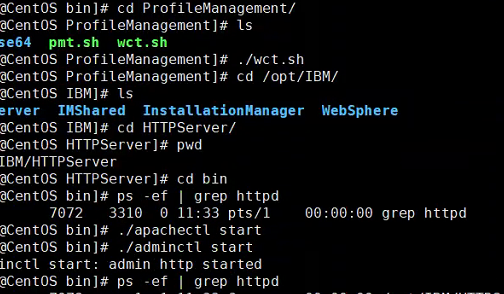 @CentOS bin]# cd ProfileManagement/
@CentOS ProfileManagement]# ls
se64 pmt.sh wct.sh
@CentOS ProfileManagement]# ./wct.sh
@CentOS ProfileManagement]# cd /opt/IBM/
@CentOS IBM]# ls
erver IMShared InstallationManager WebSphere
@CentOS IBM]# cd HTTPServer/
@CentOS HTTPServer]# pwd
IBM/HTTPServer
@CentOS HTTPServer]# cd bin
@CentOS bin]# ps -ef | grep httpd
7072 3310 0 11:33 pts/1 00:00:00 grep httpd
@CentOS bin]# ./apachectl start
@CentOS bin]# ./adminctl start
inctl start: admin http started
@CentOS bin]# ps -ef | grep httpd